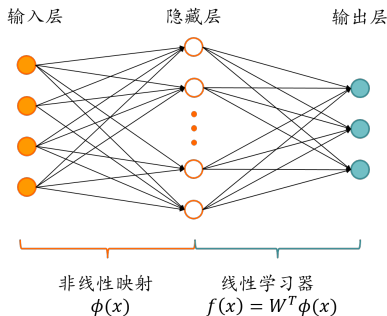 输入层 隐藏层 输出层
非线性映射 线性学习器
ϕ(x) f(x) = W^T ϕ(x)